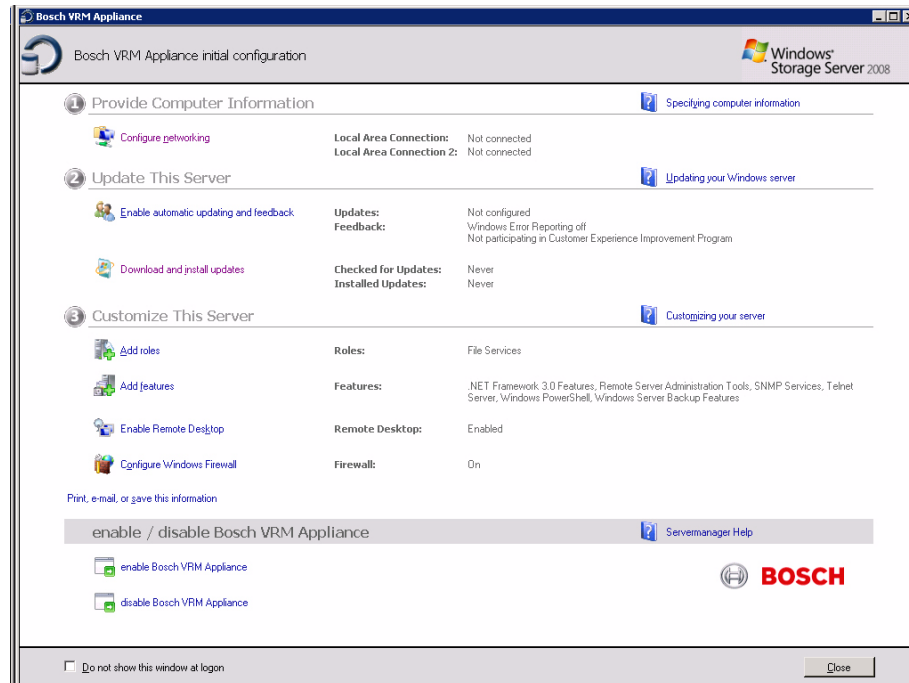 Bosch VRM Appliance
Bosch VRM Appliance initial configuration
Windows
Storage Server 2008
1 Provide Computer Information
Specifying computer information
Configure networking
Local Area Connection: Not connected
Local Area Connection 2: Not connected
2 Update This Server
Updating your Windows server
Enable automatic updating and feedback
Updates: Not configured
Feedback: Windows Error Reporting off
Not participating in Customer Experience Improvement Program
Download and install updates
Checked for Updates: Never
Installed Updates: Never
3 Customize This Server
Customizing your server
Add roles
Roles: File Services
Add features
Features: .NET Framework 3.0 Features, Remote Server Administration Tools, SNMP Services, Telnet
Server, Windows PowerShell, Windows Server Backup Features
Enable Remote Desktop
Remote Desktop: Enabled
Configure Windows Firewall
Firewall: On
Print, e-mail, or save this information
enable / disable Bosch VRM Appliance
Servermanager Help
enable Bosch VRM Appliance
BOSCH
disable Bosch VRM Appliance
Do not show this window at logon
Close